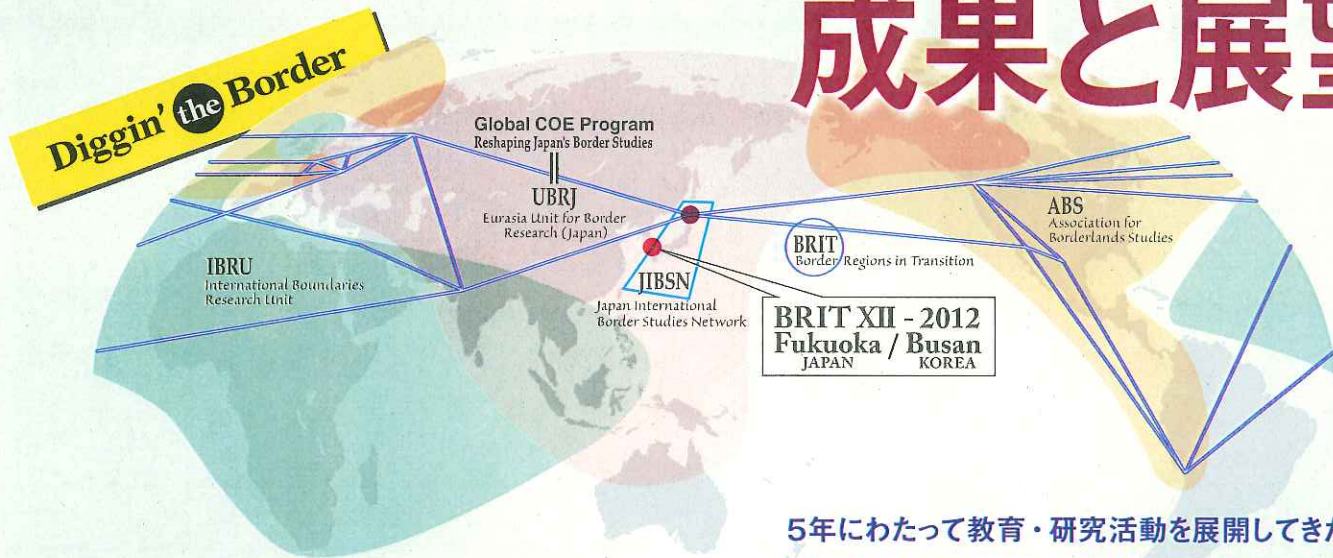 成果と展望
Diggin' the Border
Global COE Program
Reshaping Japan's Border Studies
UBRJ
Eurasia Unit for Border
Research (Japan)
ABS
Association for
Borderlands Studies
BRIT
Border Regions in Transition
IBRU
International Boundaries
Research Unit
JIBSN
Japan International
Border Studies Network
BRIT XII - 2012
Fukuoka / Busan
JAPAN KOREA
5年にわたって教育・研究活動を展開してきた